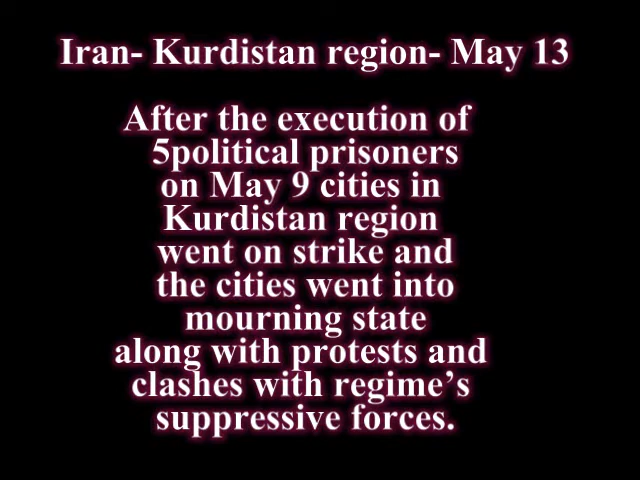 Iran- Kurdistan region- May 13
After the execution of
5political prisoners
on May 9 cities in
Kurdistan region
went on strike and
the cities went into
mourning state
along with protests and
clashes with regime’s
suppressive forces.